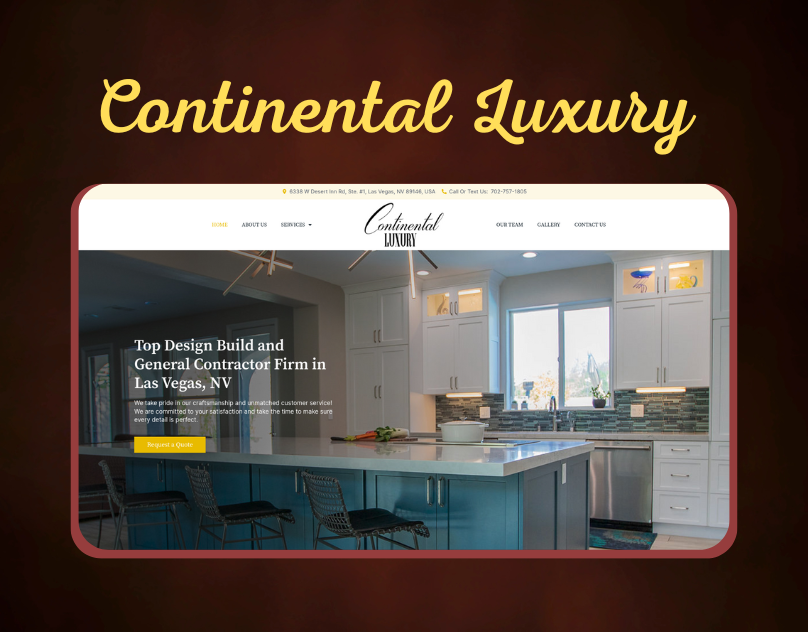 Continental Luxury
8338 W Desert Inn Rd, Ste. #1, Las Vegas, NV 89146, USA Call Or Text Us: 702-757-1805
HOME ABOUT US SERVICES Continental LUXURY OUR TEAM GALLERY CONTACT US
Top Design Build and
General Contractor Firm in
Las Vegas, NV
We take pride in our craftsmanship and unmatched customer service!
We are committed to your satisfaction and take the time to make sure
every detail is perfect.
Request a Quote